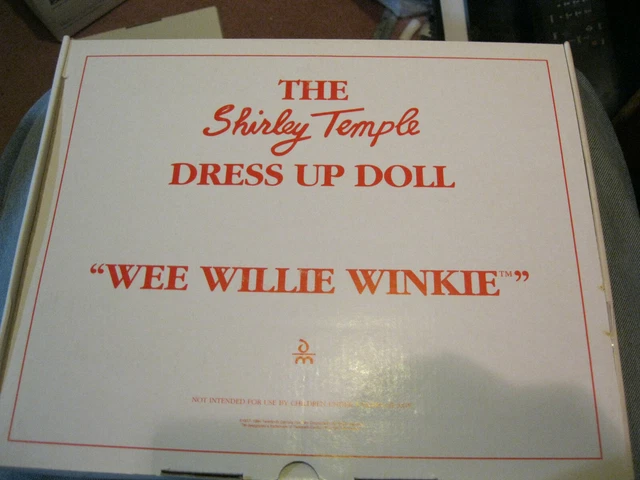 THE
Shirley Temple
DRESS UP DOLL
“WEE WILLIE WINKIE™”
NOT INTENDED FOR USE BY CHILDREN